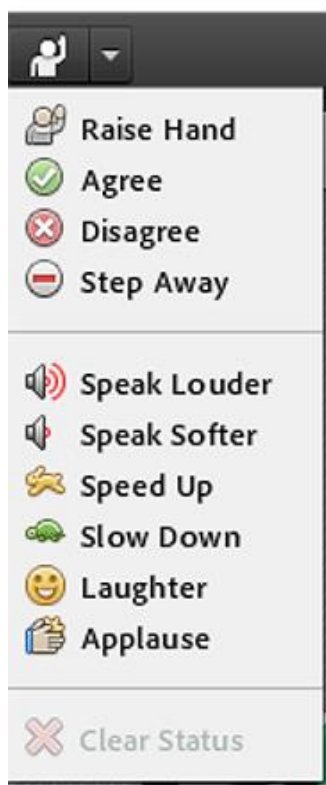 Raise Hand
Agree
Disagree
Step Away
Speak Louder
Speak Softer
Speed Up
Slow Down
Laughter
Applause
Clear Status